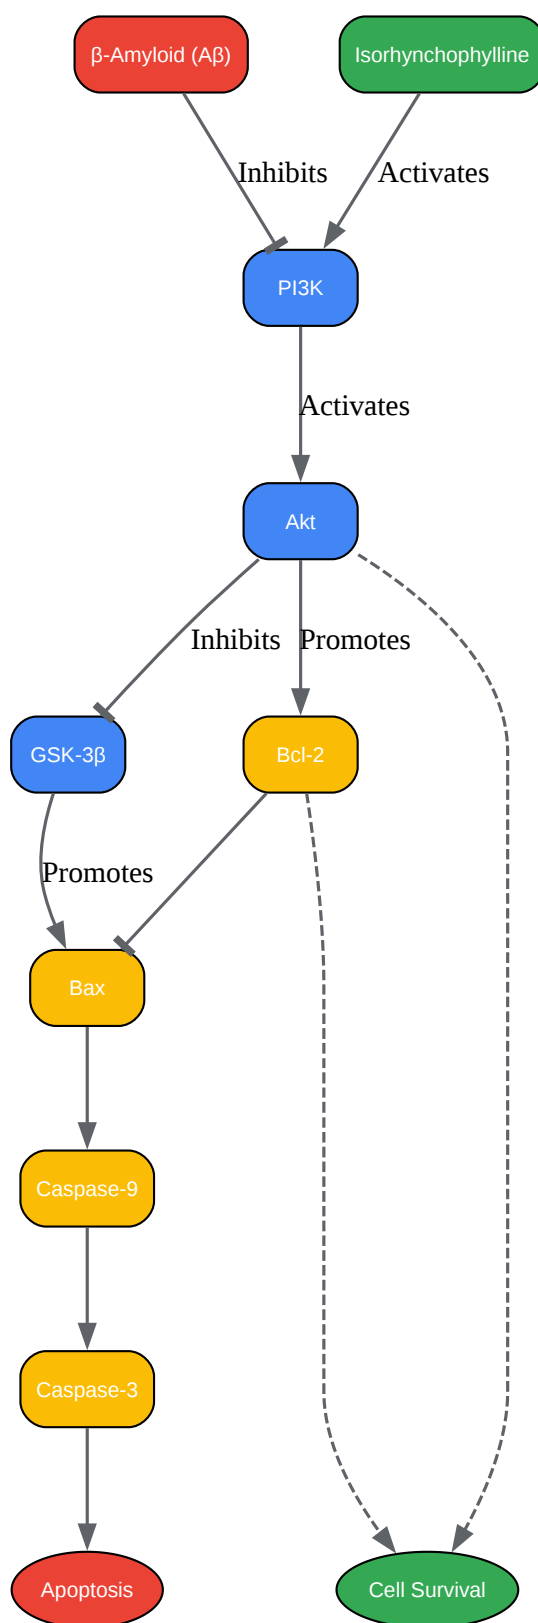 β-Amyloid (Aβ)
Isorhynchophylline
Inhibits
Activates
PI3K
Activates
Akt
Inhibits
Promotes
GSK-3β
Bcl-2
Promotes
Bax
Caspase-9
Caspase-3
Apoptosis
Cell Survival